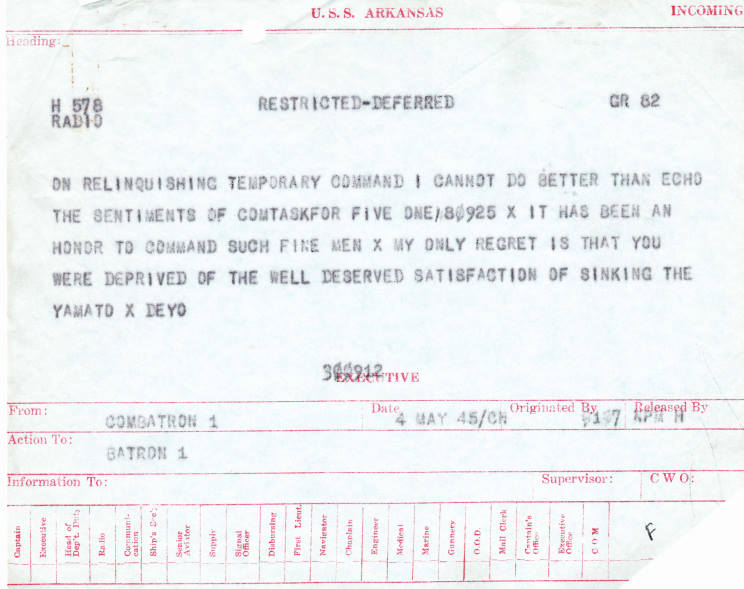 U. S. S. ARKANSAS INCOMING
Heading:
H 578 RESTRICTED-DEFERRED GR 82
RADIO
ON RELINQUISHING TEMPORARY COMMAND I CANNOT DO BETTER THAN ECHO
THE SENTIMENTS OF COMTASKFOR FIVE ONE/8Ø925 X IT HAS BEEN AN
HONOR TO COMMAND SUCH FINE MEN X MY ONLY REGRET IS THAT YOU
WERE DEPRIVED OF THE WELL DESERVED SATISFACTION OF SINKING THE
YAMATO X DEYO
3ØØ912
EXECUTIVE
From: COMBATRON 1 Date 4 MAY 45/CH Originated By Released By
KPM H
Action To: BATRON 1
Information To: Supervisor: C W O:
Captain
Executive
Head of Dep't.
Radio
Communi-cation
Ship's
Senior Aviator
Supply
Signal Officer
Disbursing
First Lieut.
Navigator
Chaplain
Engineer
Medical
Marine
Gunnery
O.O.D.
Mail Clerk
Captain's Office
Executive Office
C O M
F